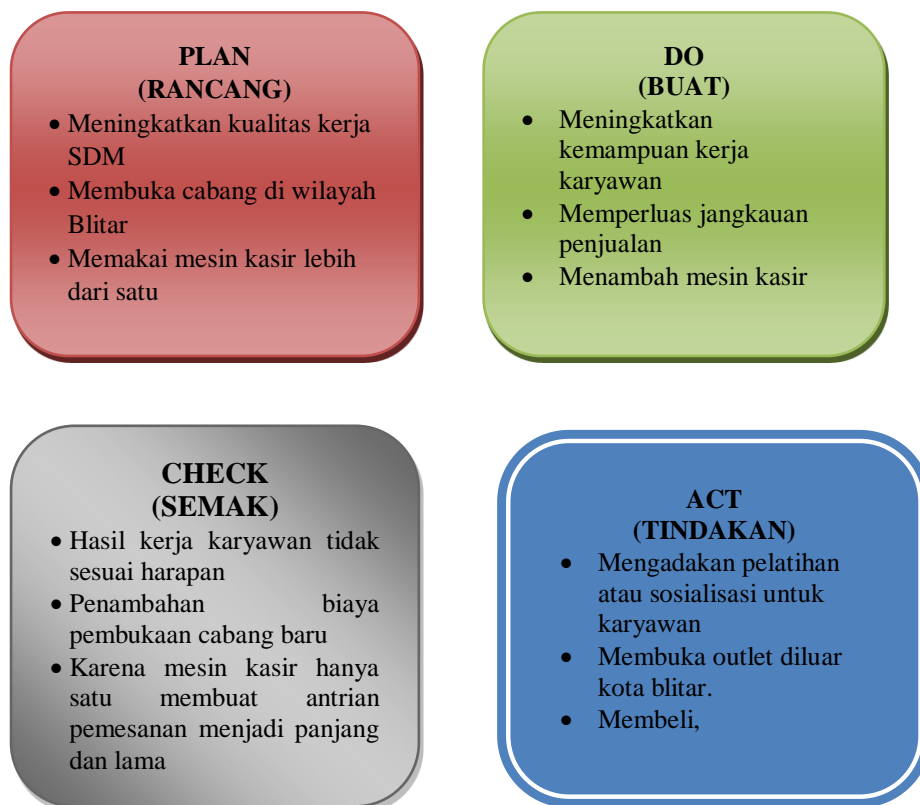 PLAN
(RANCANG)
• Meningkatkan kualitas kerja
SDM
• Membuka cabang di wilayah
Blitar
• Memakai mesin kasir lebih
dari satu
DO
(BUAT)
• Meningkatkan
kemampuan kerja
karyawan
• Memperluas jangkauan
penjualan
• Menambah mesin kasir
CHECK
(SEMAK)
• Hasil kerja karyawan tidak
sesuai harapan
• Penambahan biaya
pembukaan cabang baru
• Karena mesin kasir hanya
satu membuat antrian
pemesanan menjadi panjang
dan lama
ACT
(TINDAKAN)
• Mengadakan pelatihan
atau sosialisasi untuk
karyawan
• Membuka outlet diluar
kota blitar.
• Membeli,